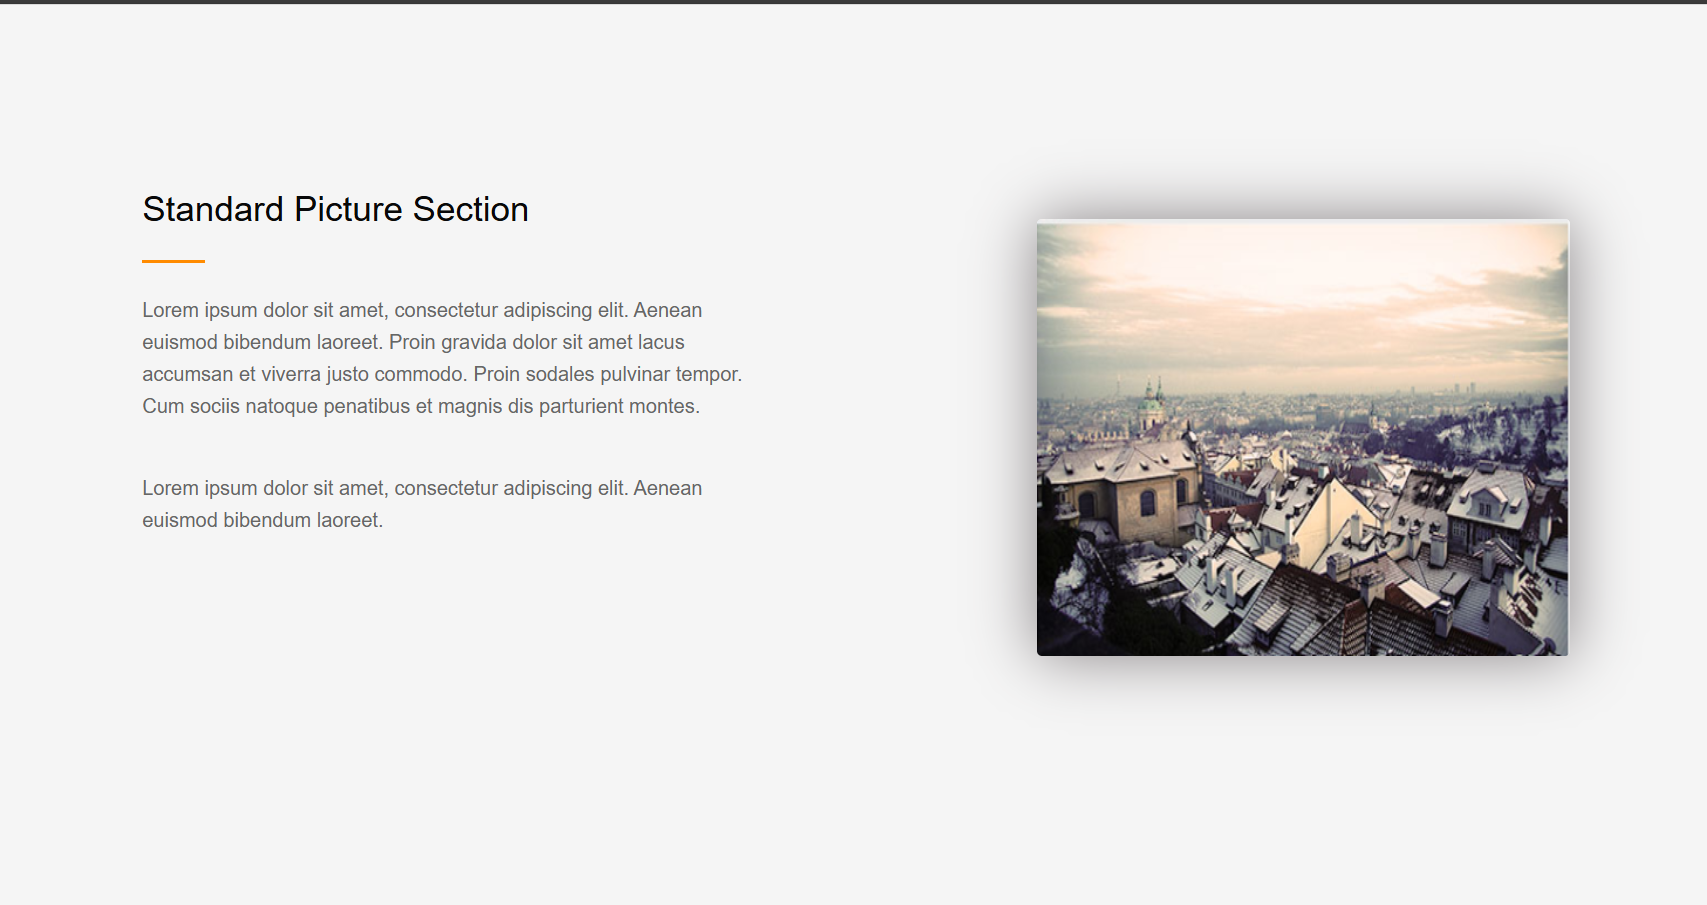 Standard Picture Section
Lorem ipsum dolor sit amet, consectetur adipiscing elit. Aenean
euismod bibendum laoreet. Proin gravida dolor sit amet lacus
accumsan et viverra justo commodo. Proin sodales pulvinar tempor.
Cum sociis natoque penatibus et magnis dis parturient montes.
Lorem ipsum dolor sit amet, consectetur adipiscing elit. Aenean
euismod bibendum laoreet.